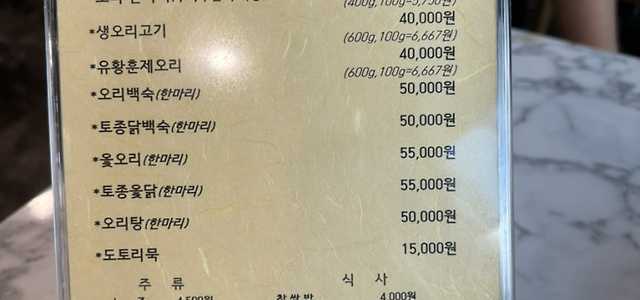 (400g,100g=5,750원)
40,000원
*생오리고기
(600g,100g=6,667원)
40,000원
*유황훈제오리
(600g,100g=6,667원)
*오리백숙(한마리) 50,000원
*토종닭백숙(한마리) 50,000원
*옻오리(한마리) 55,000원
*토종옻닭(한마리) 55,000원
*오리탕(한마리) 50,000원
*도토리묵 15,000원
주 류 식 사
4,500원 찹쌀밥 4,000원